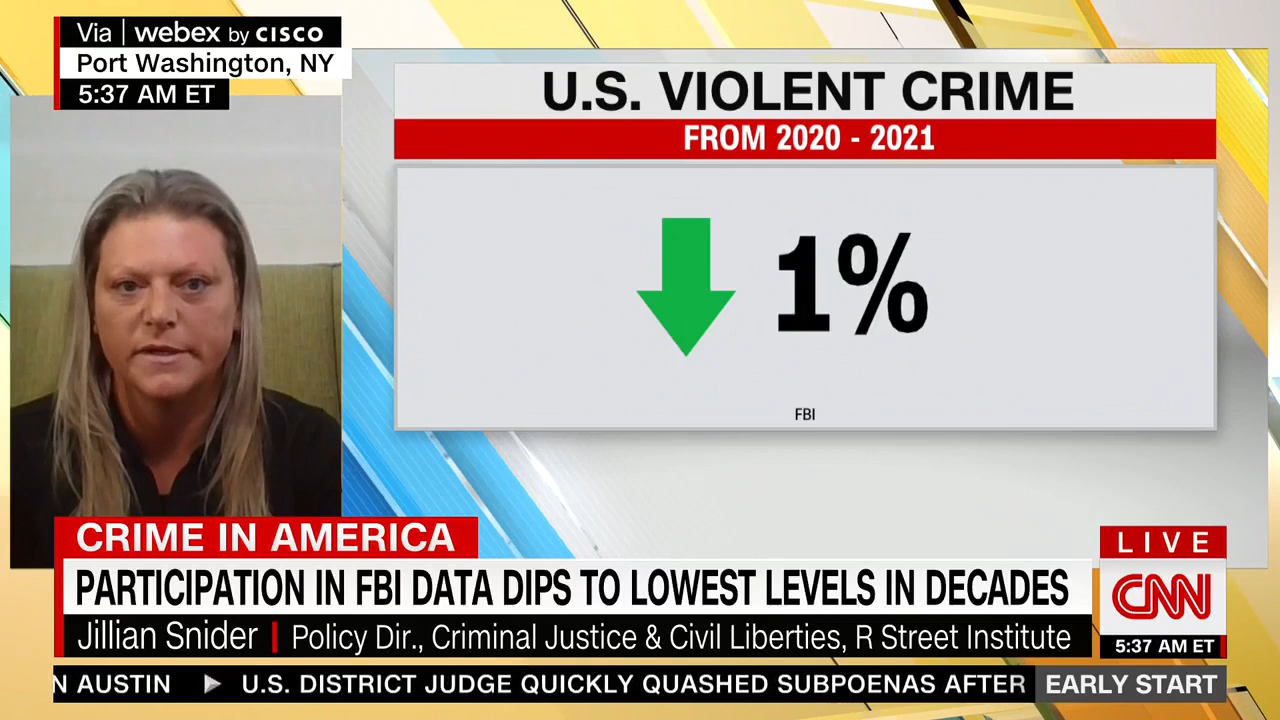 Via | webex by CISCO
Port Washington, NY
5:37 AM ET
U.S. VIOLENT CRIME
FROM 2020 - 2021
1%
FBI
CRIME IN AMERICA
PARTICIPATION IN FBI DATA DIPS TO LOWEST LEVELS IN DECADES
Jillian Snider | Policy Dir., Criminal Justice & Civil Liberties, R Street Institute
LIVE
CNN
5:37 AM ET
N AUSTIN ▶ U.S. DISTRICT JUDGE QUICKLY QUASHED SUBPOENAS AFTER
EARLY START